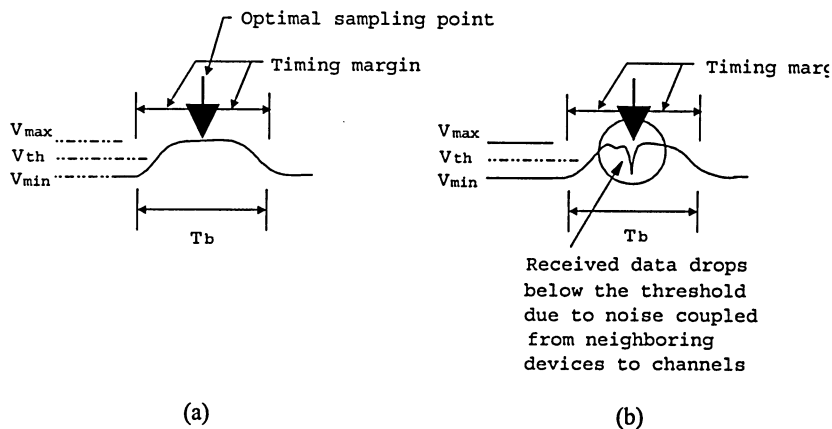 Optimal sampling point
Timing margin
Vmax
Vth
Vmin
Tb
(a)
Timing marg
Vmax
Vth
Vmin
Tb
Received data drops
below the threshold
due to noise coupled
from neighboring
devices to channels
(b)